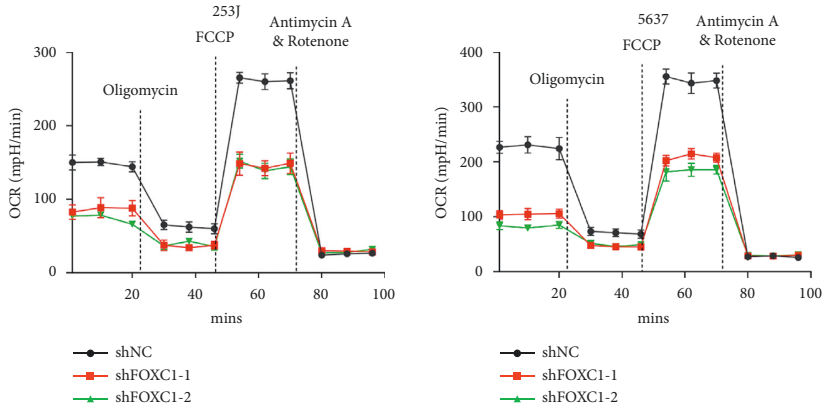 253J
FCCP
Antimycin A
& Rotenone
Oligomycin
OCR (mpH/min)
300
200
100
0
20
40
60
80
100
mins
shNC
shFOXC1-1
shFOXC1-2
5637
FCCP
Antimycin A
& Rotenone
Oligomycin
OCR (mpH/min)
400
300
200
100
0
20
40
60
80
100
mins
shNC
shFOXC1-1
shFOXC1-2